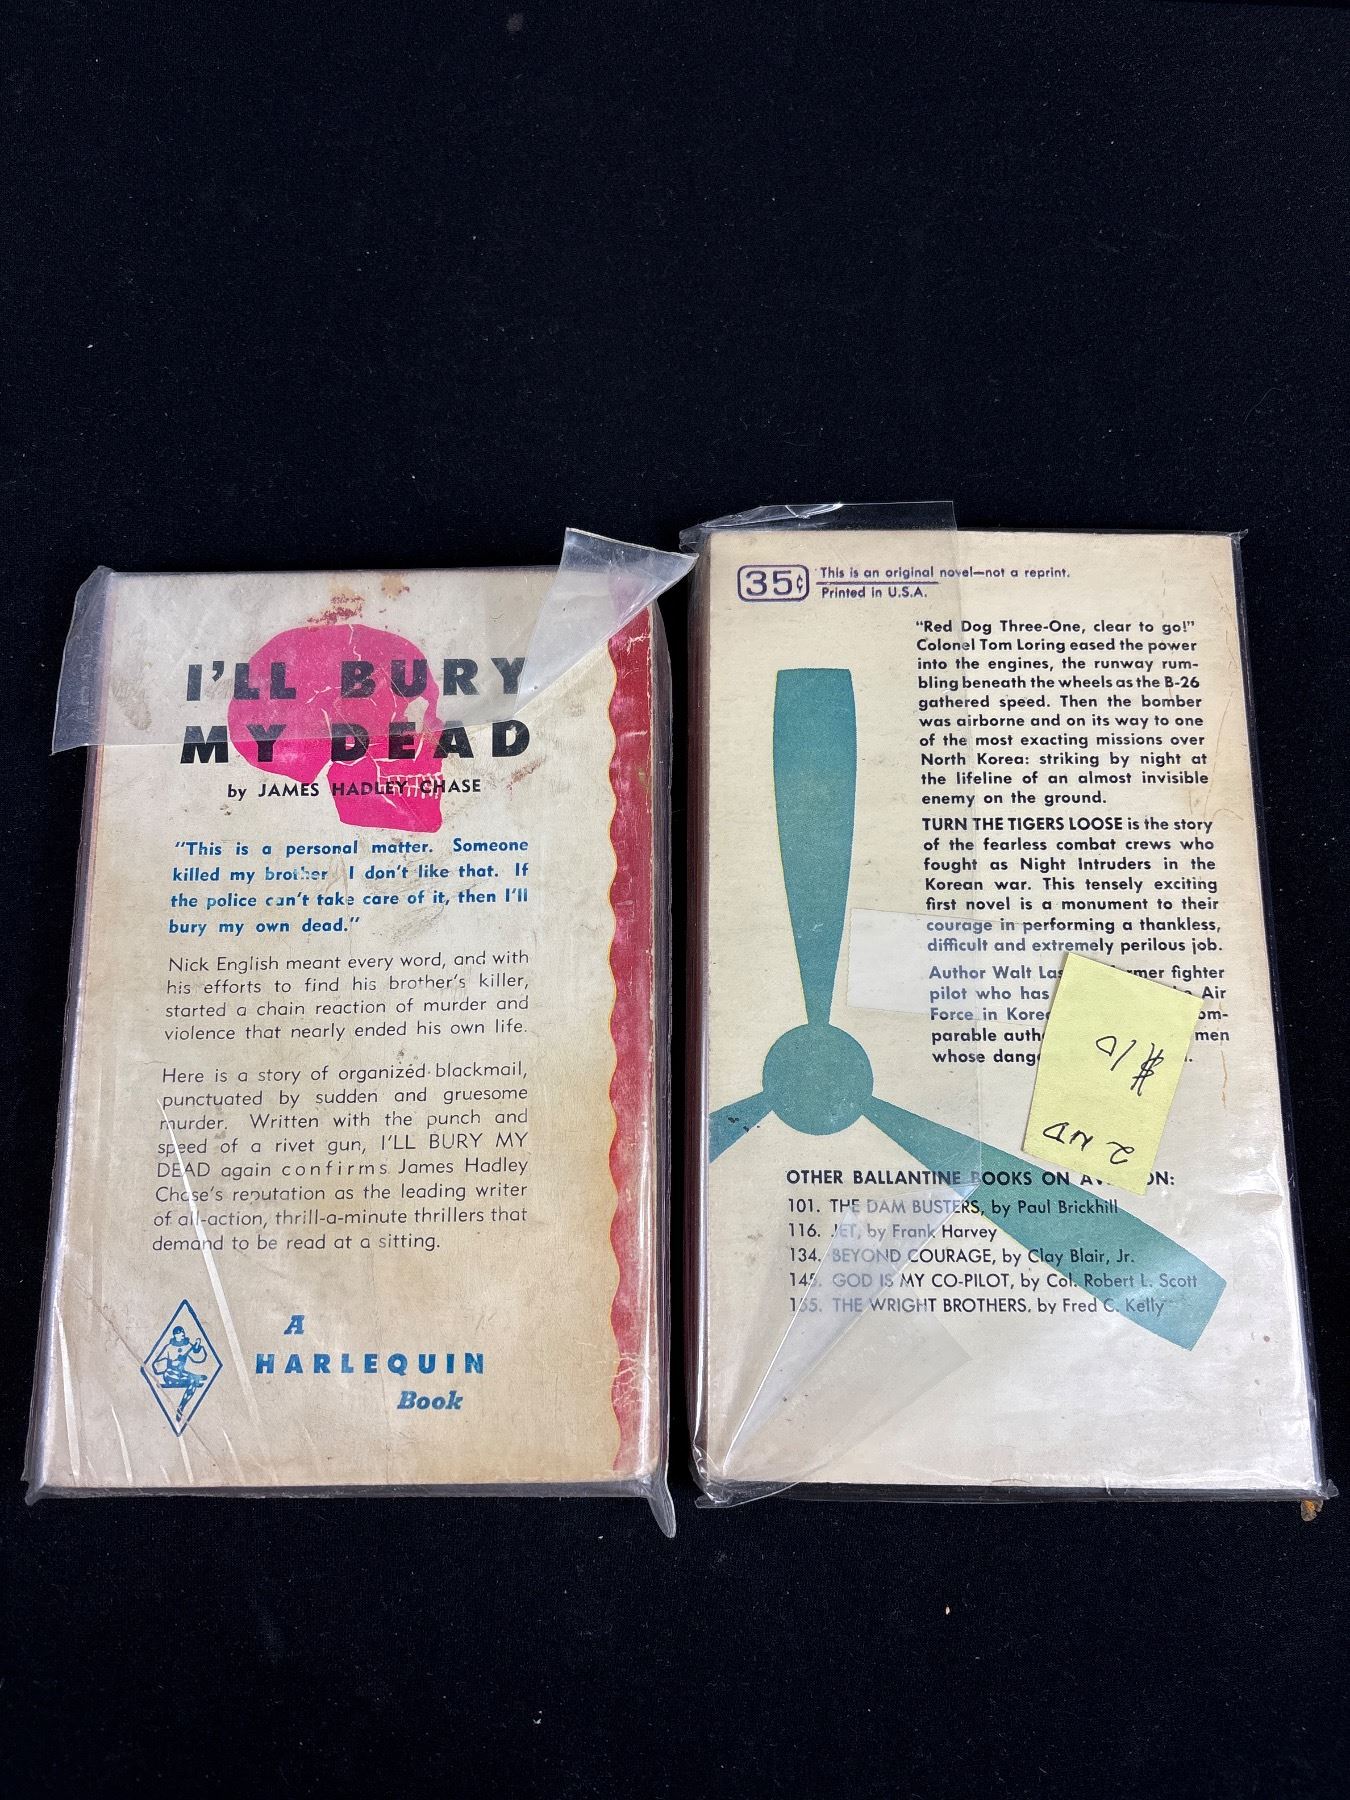 I'LL BURY
MY DEAD
by JAMES HADLEY CHASE
"This is a personal matter. Someone
killed my brother I don't like that. If
the police can't take care of it, then I'll
bury my own dead."
Nick English meant every word, and with
his efforts to find his brother's killer,
started a chain reaction of murder and
violence that nearly ended his own life.
Here is a story of organized blackmail,
punctuated by sudden and gruesome
murder. Written with the punch and
speed of a rivet gun, I'LL BURY MY
DEAD again confirms James Hadley
Chase's reputation as the leading writer
of all-action, thrill-a-minute thrillers that
demand to be read at a sitting.
A
HARLEQUIN
Book
35¢
This is an original novel—not a reprint.
Printed in U.S.A.
"Red Dog Three-One, clear to go!"
Colonel Tom Loring eased the power
into the engines, the runway rum-
bling beneath the wheels as the B-26
gathered speed. Then the bomber
was airborne and on its way to one
of the most exacting missions over
North Korea: striking by night at
the lifeline of an almost invisible
enemy on the ground.
TURN THE TIGERS LOOSE is the story
of the fearless combat crews who
fought as Night Intruders in the
Korean war. This tensely exciting
first novel is a monument to their
courage in performing a thankless,
difficult and extremely perilous job.
Author Walt fighter
pilot who has Air
Force in
parable men
whose
$10
2ND
OTHER BALLANTINE BOOKS ON
101. THE DAM BUSTERS, by Paul Brickhill
116. JET, by Frank Harvey
134. BEYOND COURAGE, by Clay Blair, Jr.
145. GOD IS MY CO-PILOT, by Col. Robert L. Scott
155. THE WRIGHT BROTHERS, by Fred C. Kelly